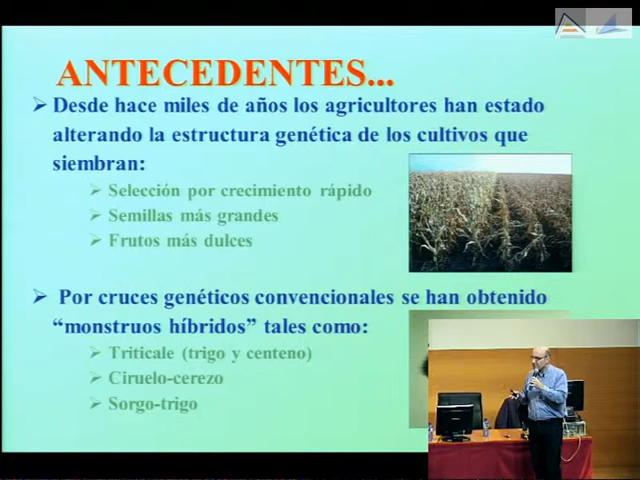 ANTECEDENTES...
Desde hace miles de años los agricultores han estado
alterando la estructura genética de los cultivos que
siembran:
Selección por crecimiento rápido
Semillas más grandes
Frutos más dulces
Por cruces genéticos convencionales se han obtenido
“monstruos híbridos” tales como:
Triticale (trigo y centeno)
Ciruelo-cerezo
Sorgo-trigo